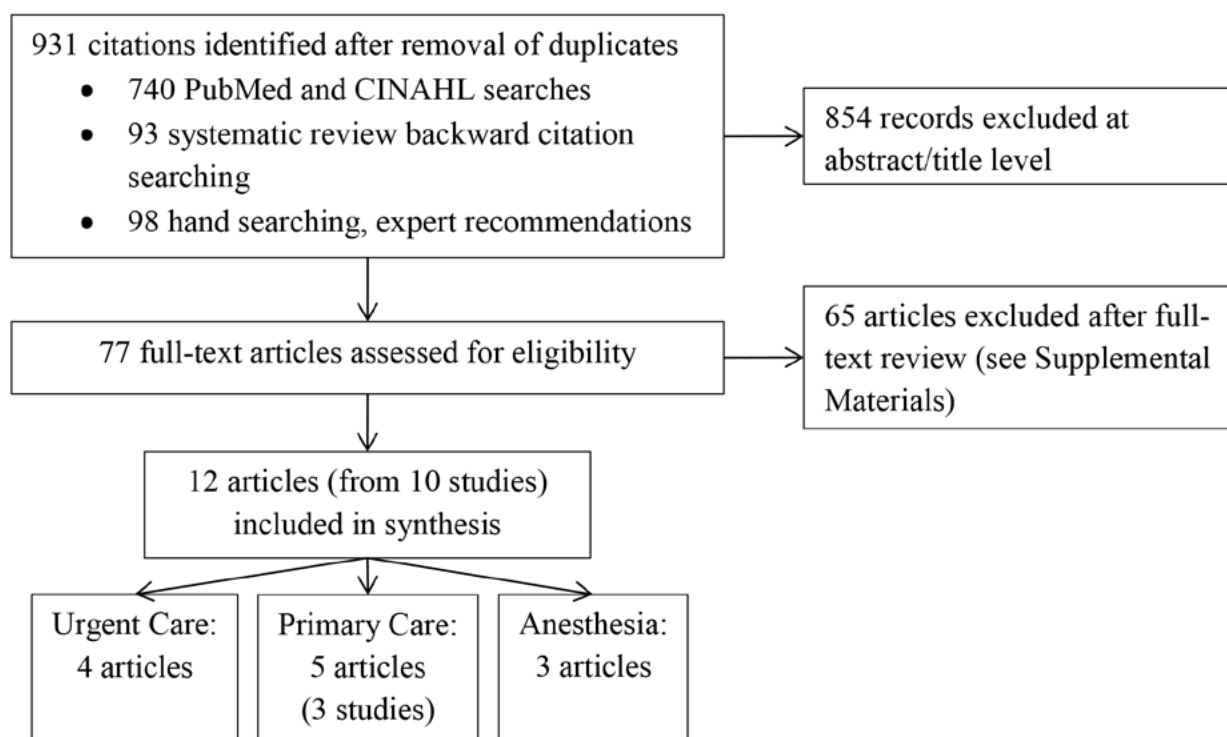 931 citations identified after removal of duplicates
• 740 PubMed and CINAHL searches
• 93 systematic review backward citation
searching
• 98 hand searching, expert recommendations
854 records excluded at
abstract/title level
77 full-text articles assessed for eligibility
65 articles excluded after full-
text review (see Supplemental
Materials)
12 articles (from 10 studies)
included in synthesis
Urgent Care:
4 articles
Primary Care:
5 articles
(3 studies)
Anesthesia:
3 articles